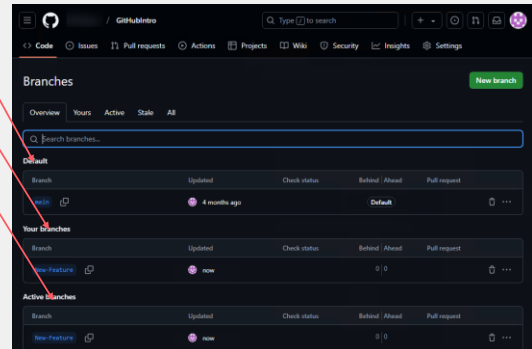 / GitHubIntro
Type / to search
Code Issues Pull requests Actions Projects Wiki Security Insights Settings
Branches
New branch
Overview Yours Active Stale All
Search branches...
Default
Branch Updated Check status Behind Ahead Pull request
main 4 months ago Default
Your branches
Branch Updated Check status Behind Ahead Pull request
New-Feature now 0 0
Active branches
Branch Updated Check status Behind Ahead Pull request
New-Feature now 0 0